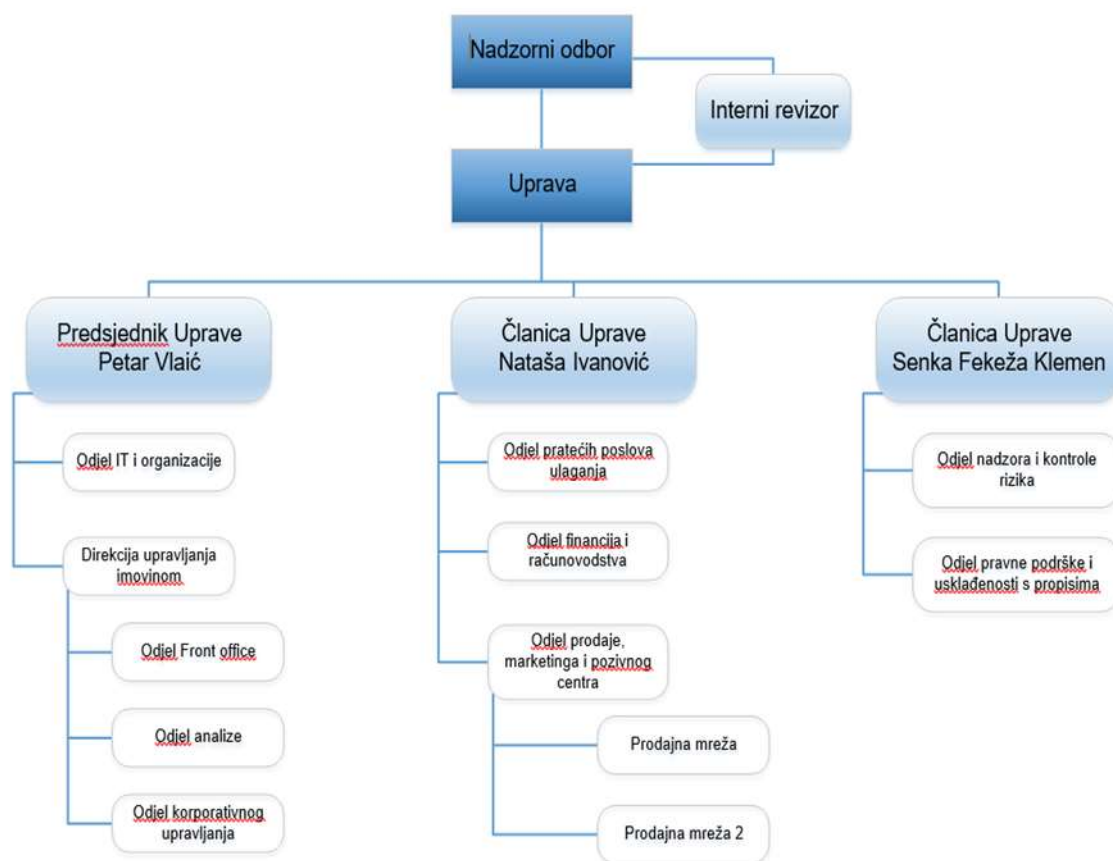 Nadzorni odbor
Interni revizor
Uprava
Predsjednik Uprave
Petar Vlaić
Odjel IT i organizacije
Direkcija upravljanja
imovinom
Odjel Front office
Odjel analize
Odjel korporativnog
upravljanja
Članica Uprave
Nataša Ivanović
Odjel pratećih poslova
ulaganja
Odjel financija i
računovodstva
Odjel prodaje,
marketinga i pozivnog
centra
Prodajna mreža
Prodajna mreža 2
Članica Uprave
Senka Fekeža Klemen
Odjel nadzora i kontrole
rizika
Odjel pravne podrške i
usklađenosti s propisima